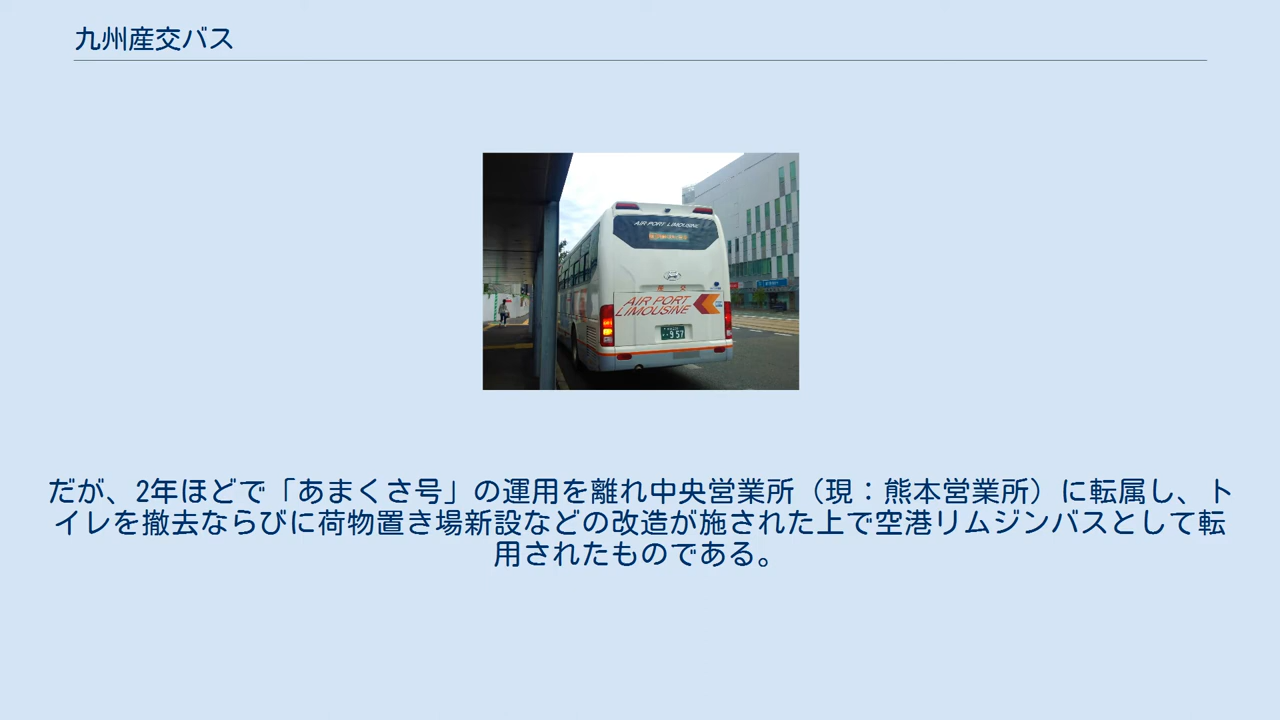 九州産交バス
AIR PORT LIMOUSINE
AIR PORT
LIMOUSINE
957
だが、2年ほどで「あまくさ号」の運用を離れ中央営業所（現：熊本営業所）に転属し、ト
イレを撤去ならびに荷物置き場新設などの改造が施された上で空港リムジンバスとして転
用されたものである。